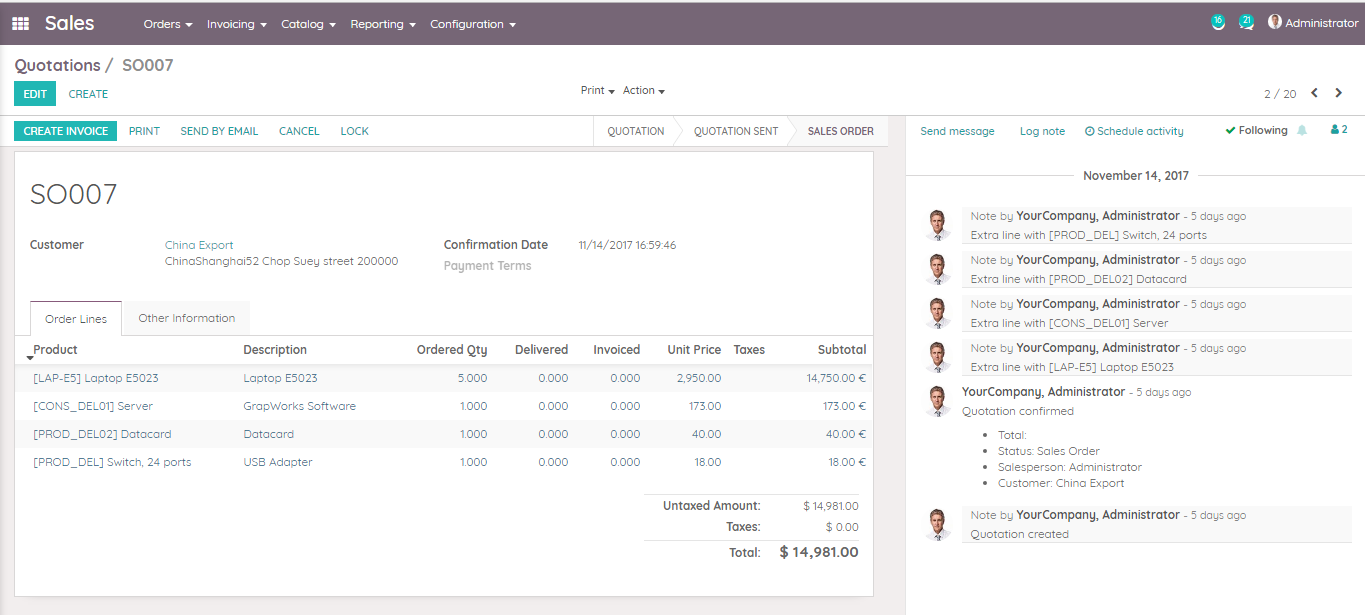 Sales Orders Invoicing Catalog Reporting Configuration 16 21 Administrator
Quotations / SO007
EDIT CREATE Print Action 2 / 20
CREATE INVOICE PRINT SEND BY EMAIL CANCEL LOCK QUOTATION QUOTATION SENT SALES ORDER
SO007
Customer China Export Confirmation Date 11/14/2017 16:59:46
ChinaShanghai52 Chop Suey street 200000
Payment Terms
Order Lines Other Information
Product Description Ordered Qty Delivered Invoiced Unit Price Taxes Subtotal
[LAP-E5] Laptop E5023 Laptop E5023 5.000 0.000 0.000 2,950.00 14,750.00 €
[CONS_DEL01] Server GrapWorks Software 1.000 0.000 0.000 173.00 173.00 €
[PROD_DEL02] Datacard Datacard 1.000 0.000 0.000 40.00 40.00 €
[PROD_DEL] Switch, 24 ports USB Adapter 1.000 0.000 0.000 18.00 18.00 €
Untaxed Amount: $ 14,981.00
Taxes: $ 0.00
Total: $ 14,981.00
Send message Log note Schedule activity Following 2
November 14, 2017
Note by YourCompany, Administrator - 5 days ago
Extra line with [PROD_DEL] Switch, 24 ports
Note by YourCompany, Administrator - 5 days ago
Extra line with [PROD_DEL02] Datacard
Note by YourCompany, Administrator - 5 days ago
Extra line with [CONS_DEL01] Server
Note by YourCompany, Administrator - 5 days ago
Extra line with [LAP-E5] Laptop E5023
YourCompany, Administrator - 5 days ago
Quotation confirmed
• Total:
• Status: Sales Order
• Salesperson: Administrator
• Customer: China Export
Note by YourCompany, Administrator - 5 days ago
Quotation created